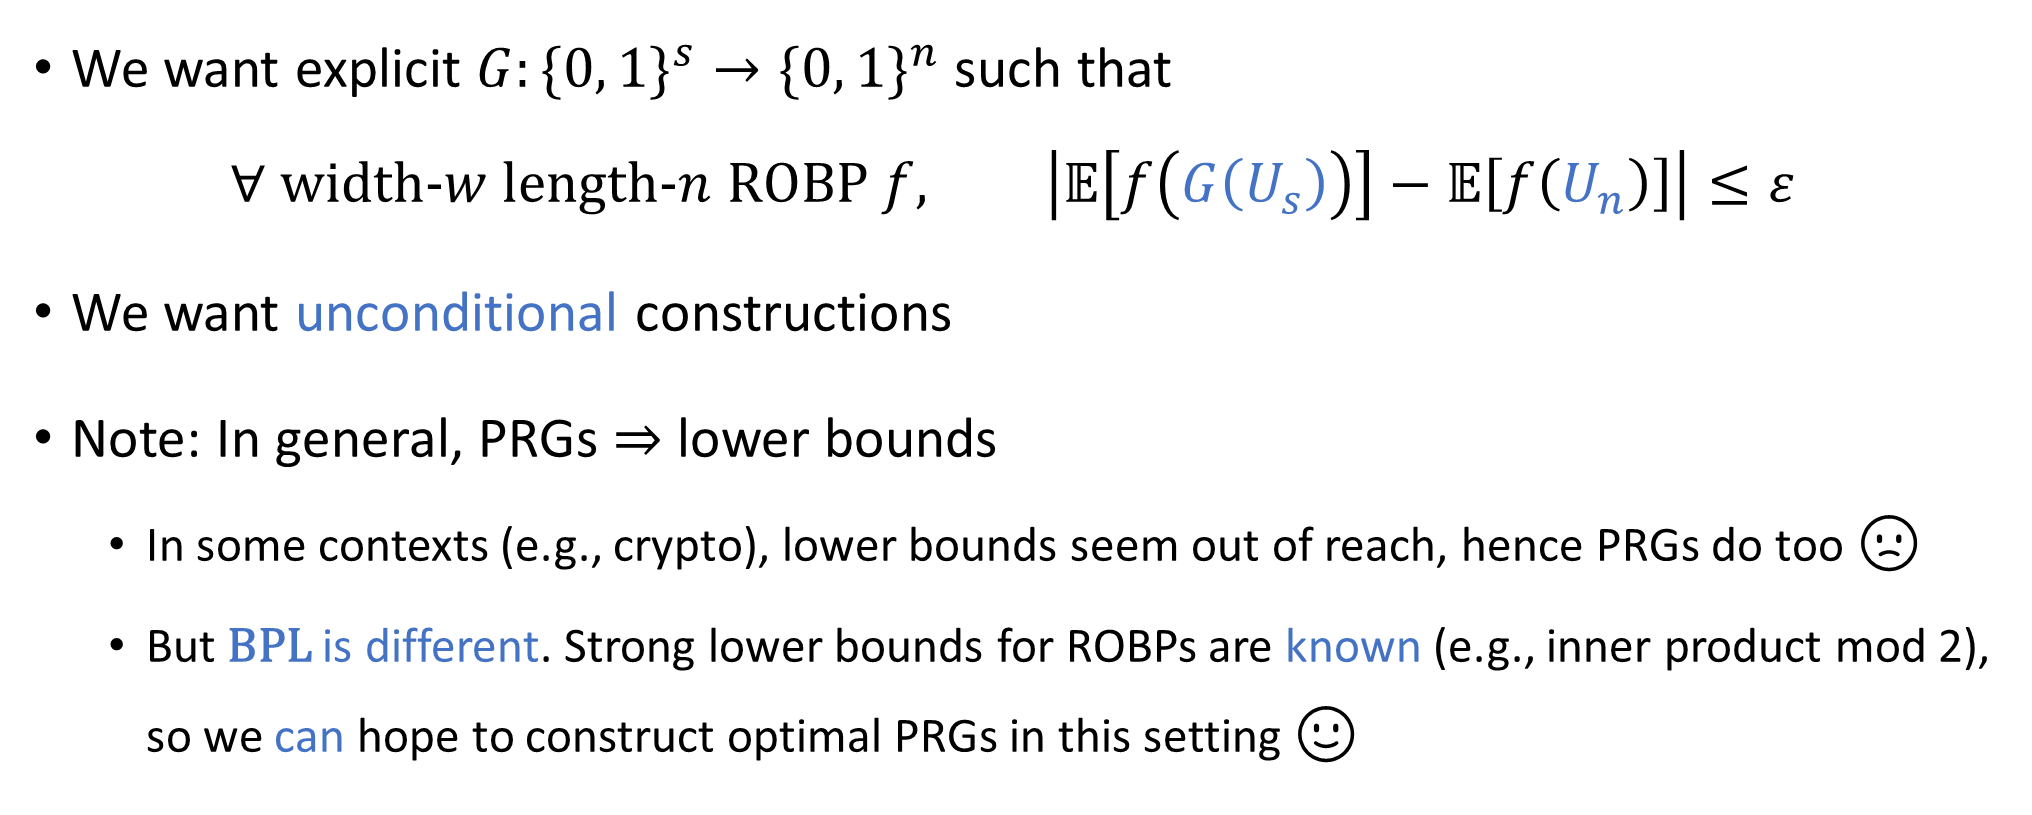 • We want explicit G: {0, 1}ˢ → {0, 1}ⁿ such that
∀ width-w length-n ROBP f, |𝔼[f(G(Uₛ))] − 𝔼[f(Uₙ)]| ≤ ε
• We want unconditional constructions
• Note: In general, PRGs ⇒ lower bounds
• In some contexts (e.g., crypto), lower bounds seem out of reach, hence PRGs do too ☹
• But BPL is different. Strong lower bounds for ROBPs are known (e.g., inner product mod 2),
so we can hope to construct optimal PRGs in this setting ☺